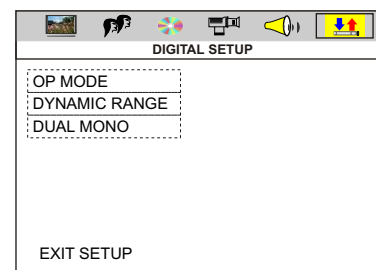 DIGITAL SETUP
OP MODE
DYNAMIC RANGE
DUAL MONO
EXIT SETUP